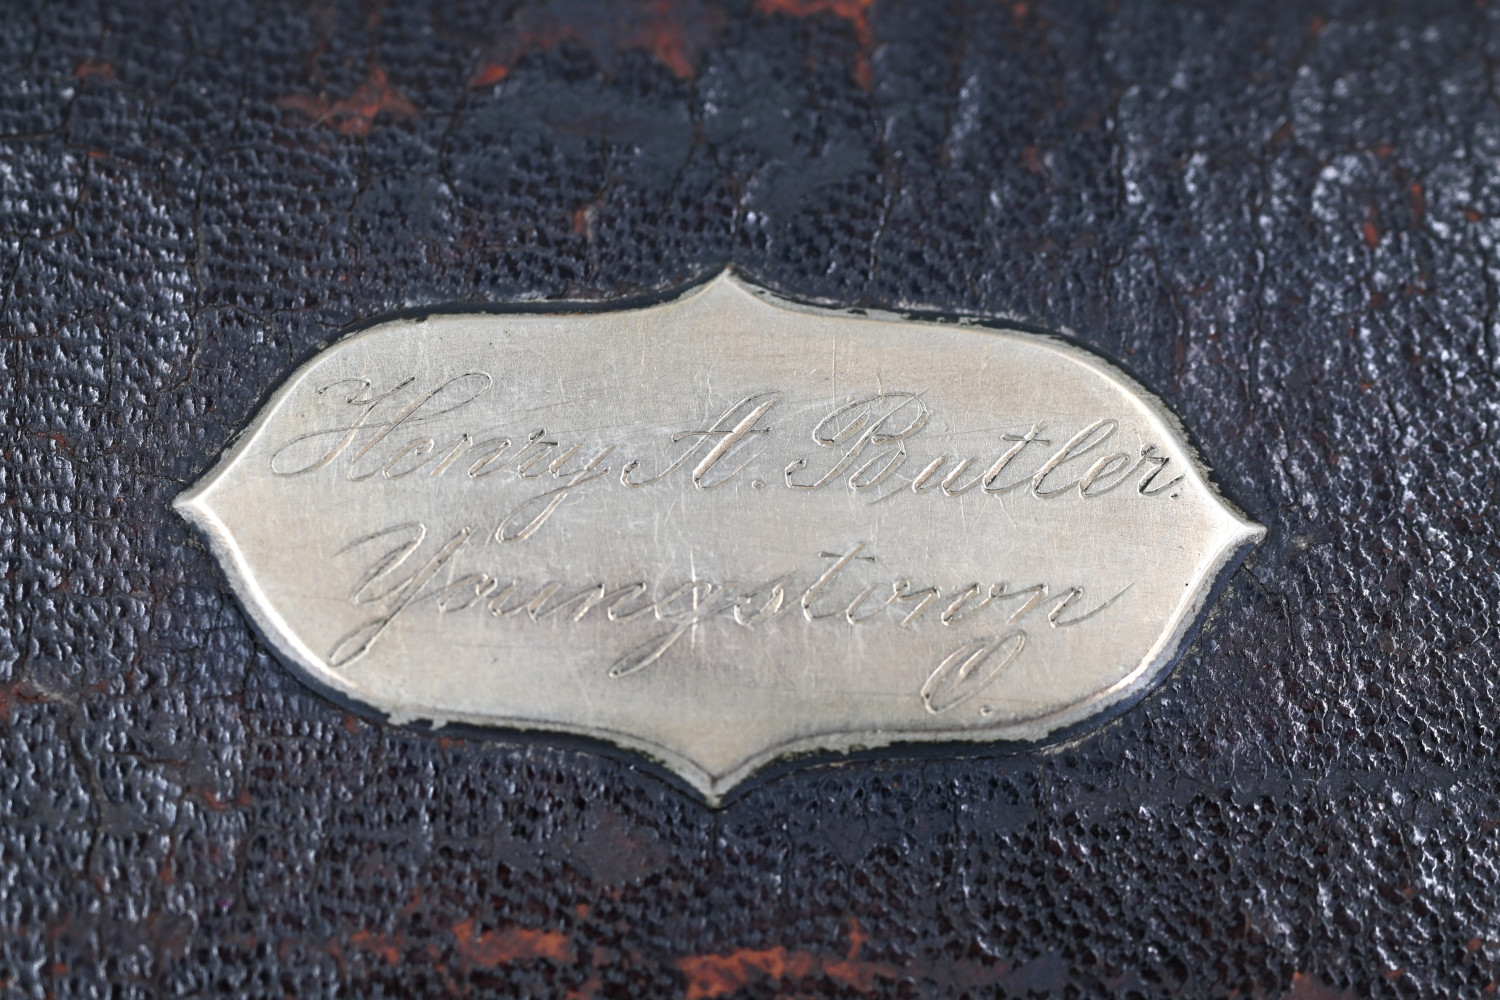 Henry A. Butler.
Youngstown
O.